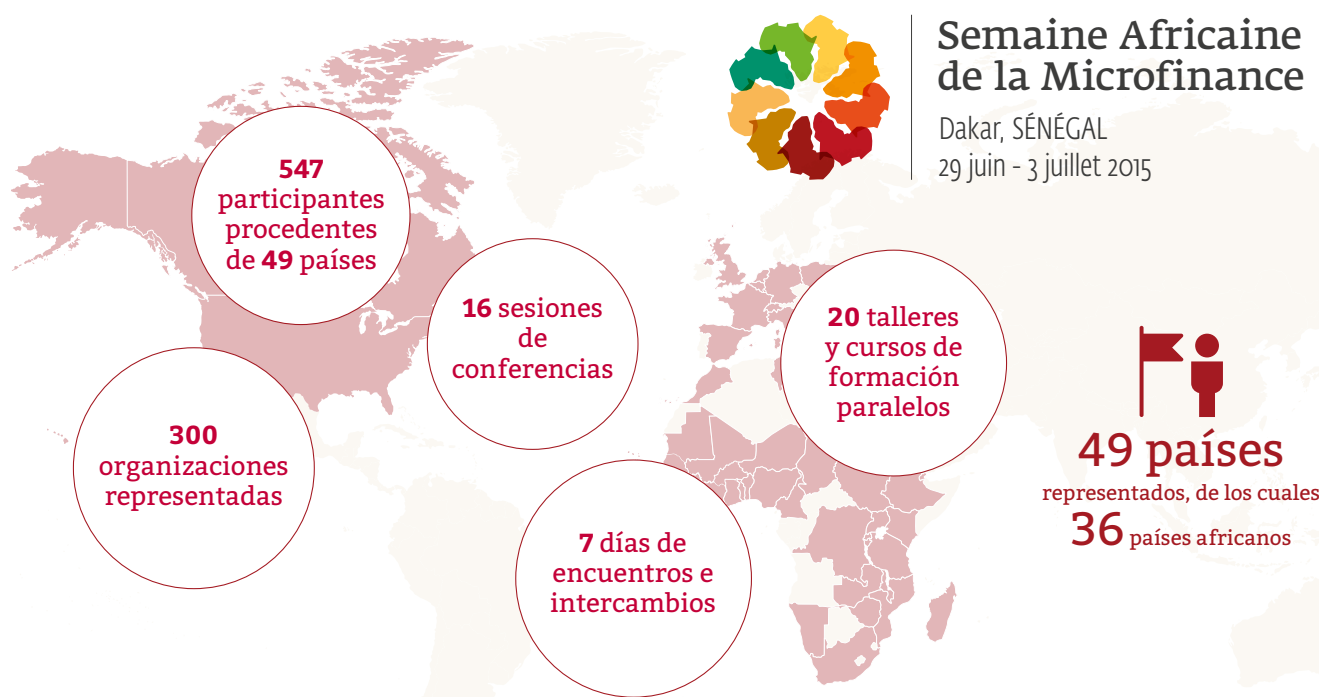 Semaine Africaine
de la Microfinance
Dakar, SÉNÉGAL
29 juin - 3 juillet 2015
547
participantes
procedentes
de 49 países
16 sesiones
de
conferencias
20 talleres
y cursos de
formación
paralelos
300
organizaciones
representadas
7 días de
encuentros e
intercambios
49 países
representados, de los cuales
36 países africanos